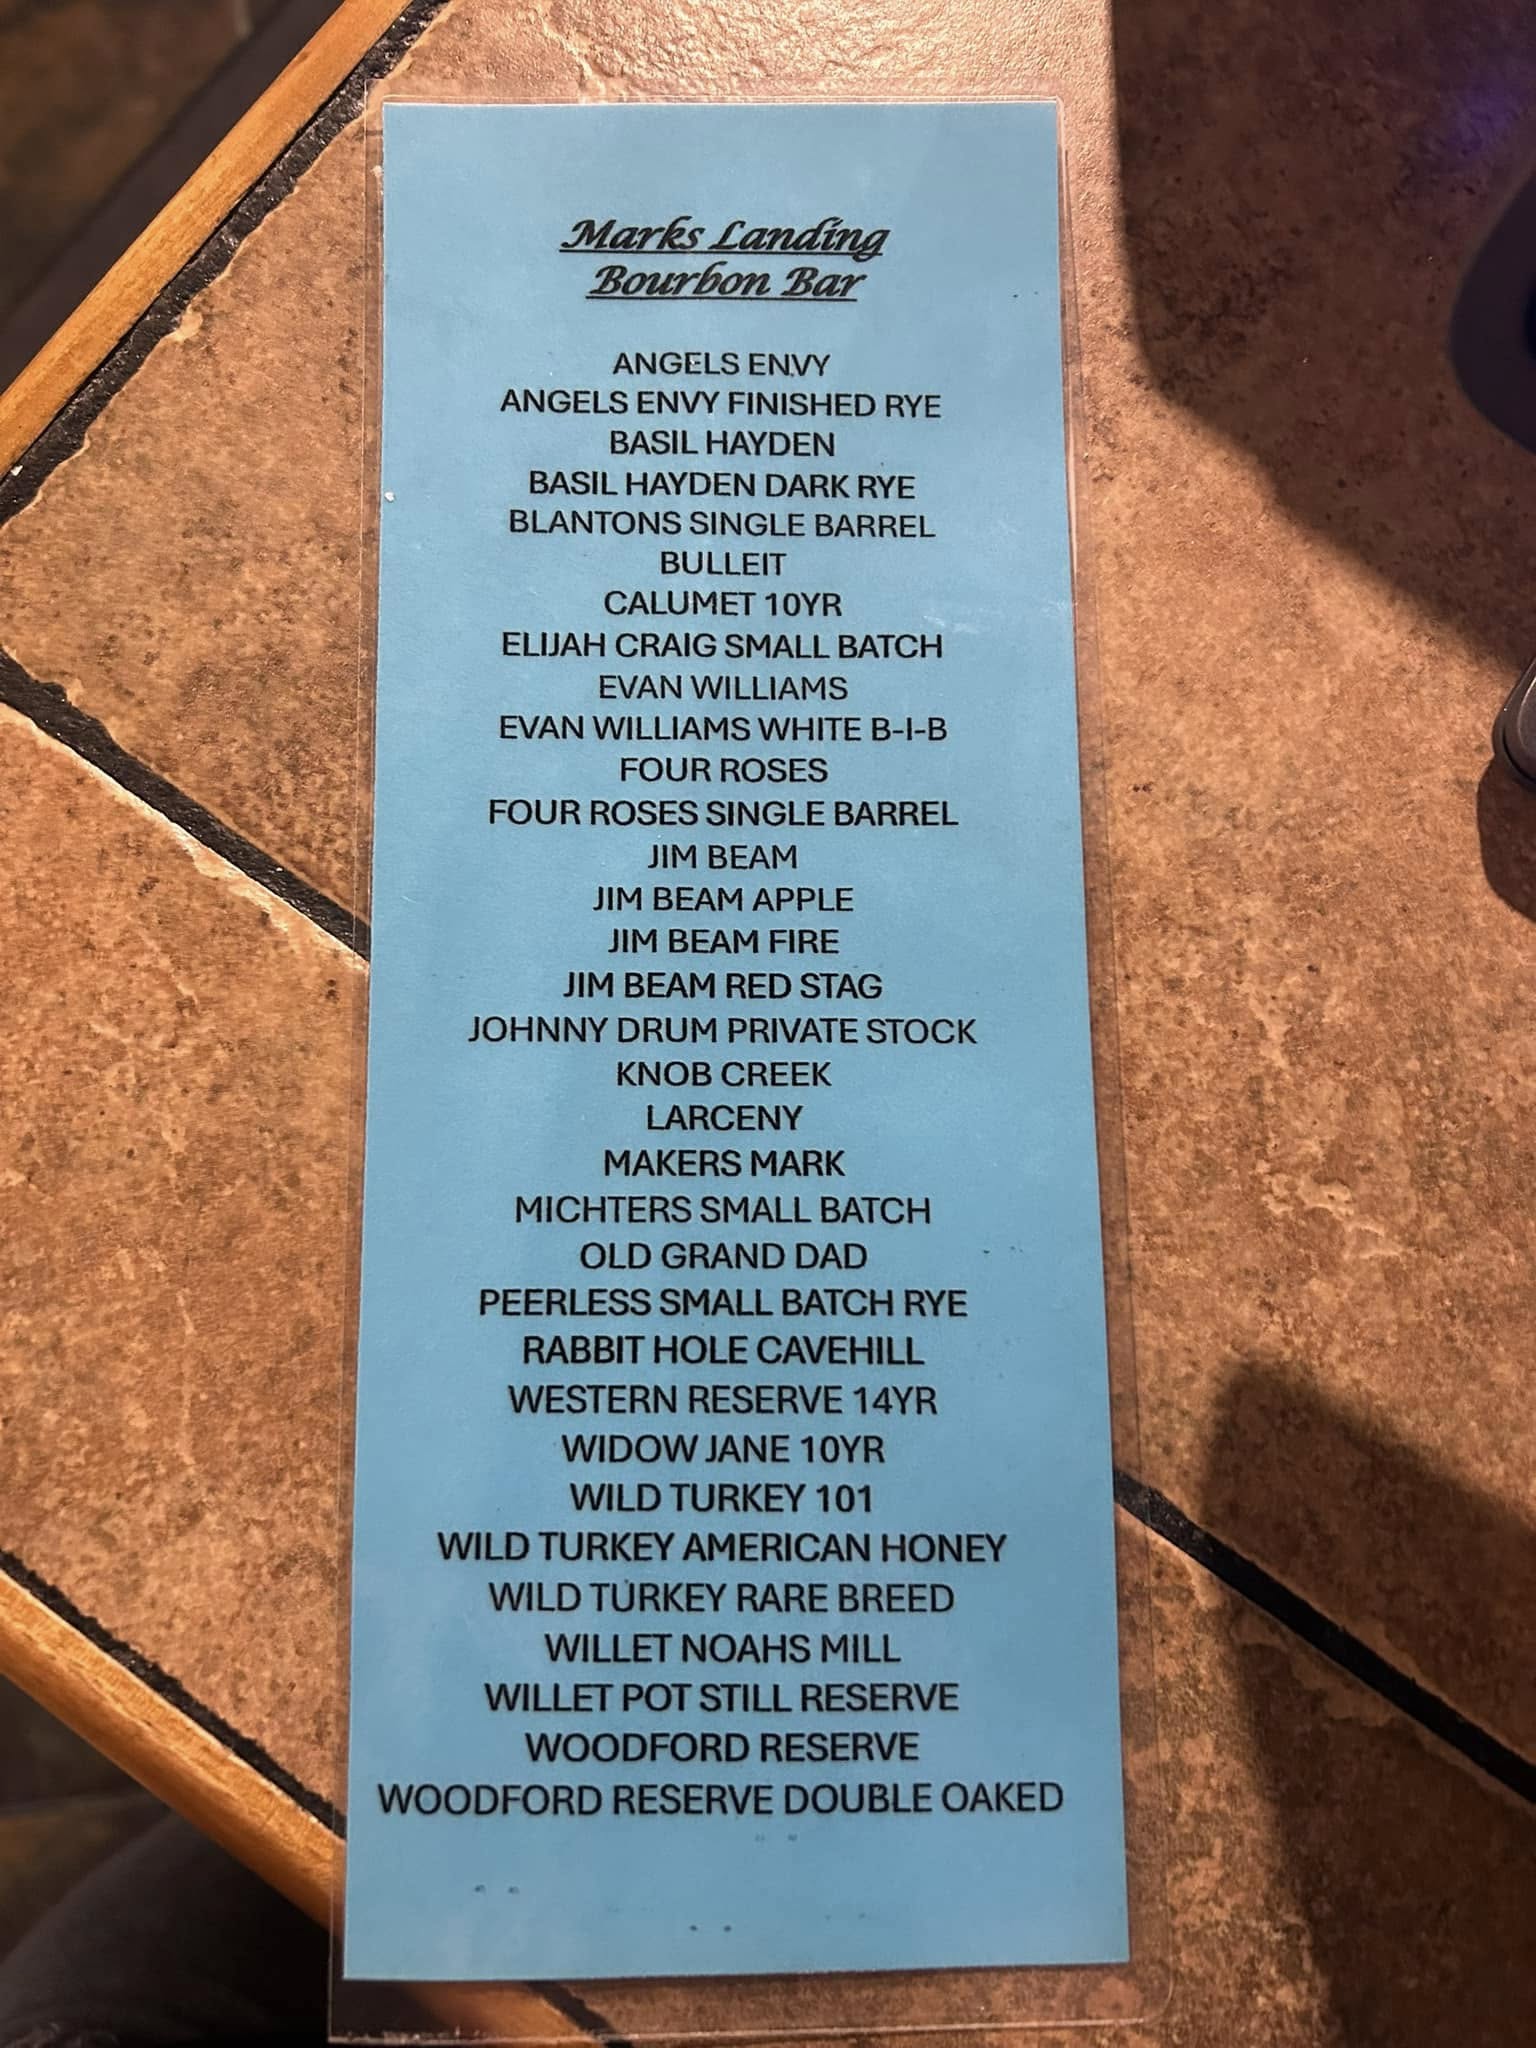 Marks Landing
Bourbon Bar
ANGELS ENVY
ANGELS ENVY FINISHED RYE
BASIL HAYDEN
BASIL HAYDEN DARK RYE
BLANTONS SINGLE BARREL
BULLEIT
CALUMET 10YR
ELIJAH CRAIG SMALL BATCH
EVAN WILLIAMS
EVAN WILLIAMS WHITE B-I-B
FOUR ROSES
FOUR ROSES SINGLE BARREL
JIM BEAM
JIM BEAM APPLE
JIM BEAM FIRE
JIM BEAM RED STAG
JOHNNY DRUM PRIVATE STOCK
KNOB CREEK
LARCENY
MAKERS MARK
MICHTERS SMALL BATCH
OLD GRAND DAD
PEERLESS SMALL BATCH RYE
RABBIT HOLE CAVEHILL
WESTERN RESERVE 14YR
WIDOW JANE 10YR
WILD TURKEY 101
WILD TURKEY AMERICAN HONEY
WILD TURKEY RARE BREED
WILLET NOAHS MILL
WILLET POT STILL RESERVE
WOODFORD RESERVE
WOODFORD RESERVE DOUBLE OAKED